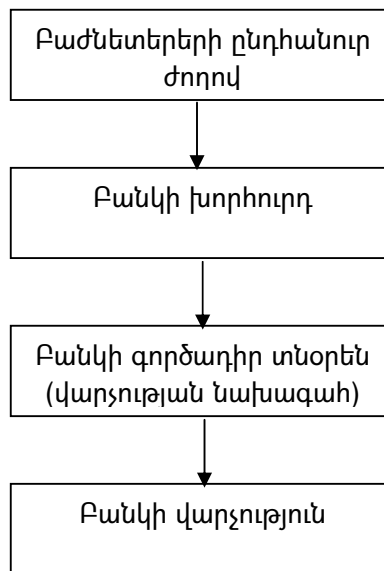 Բաժնետերերի ընդհանուր
ժողով
Բանկի խորհուրդ
Բանկի գործադիր տնօրեն
(վարչության նախագահ)
Բանկի վարչություն